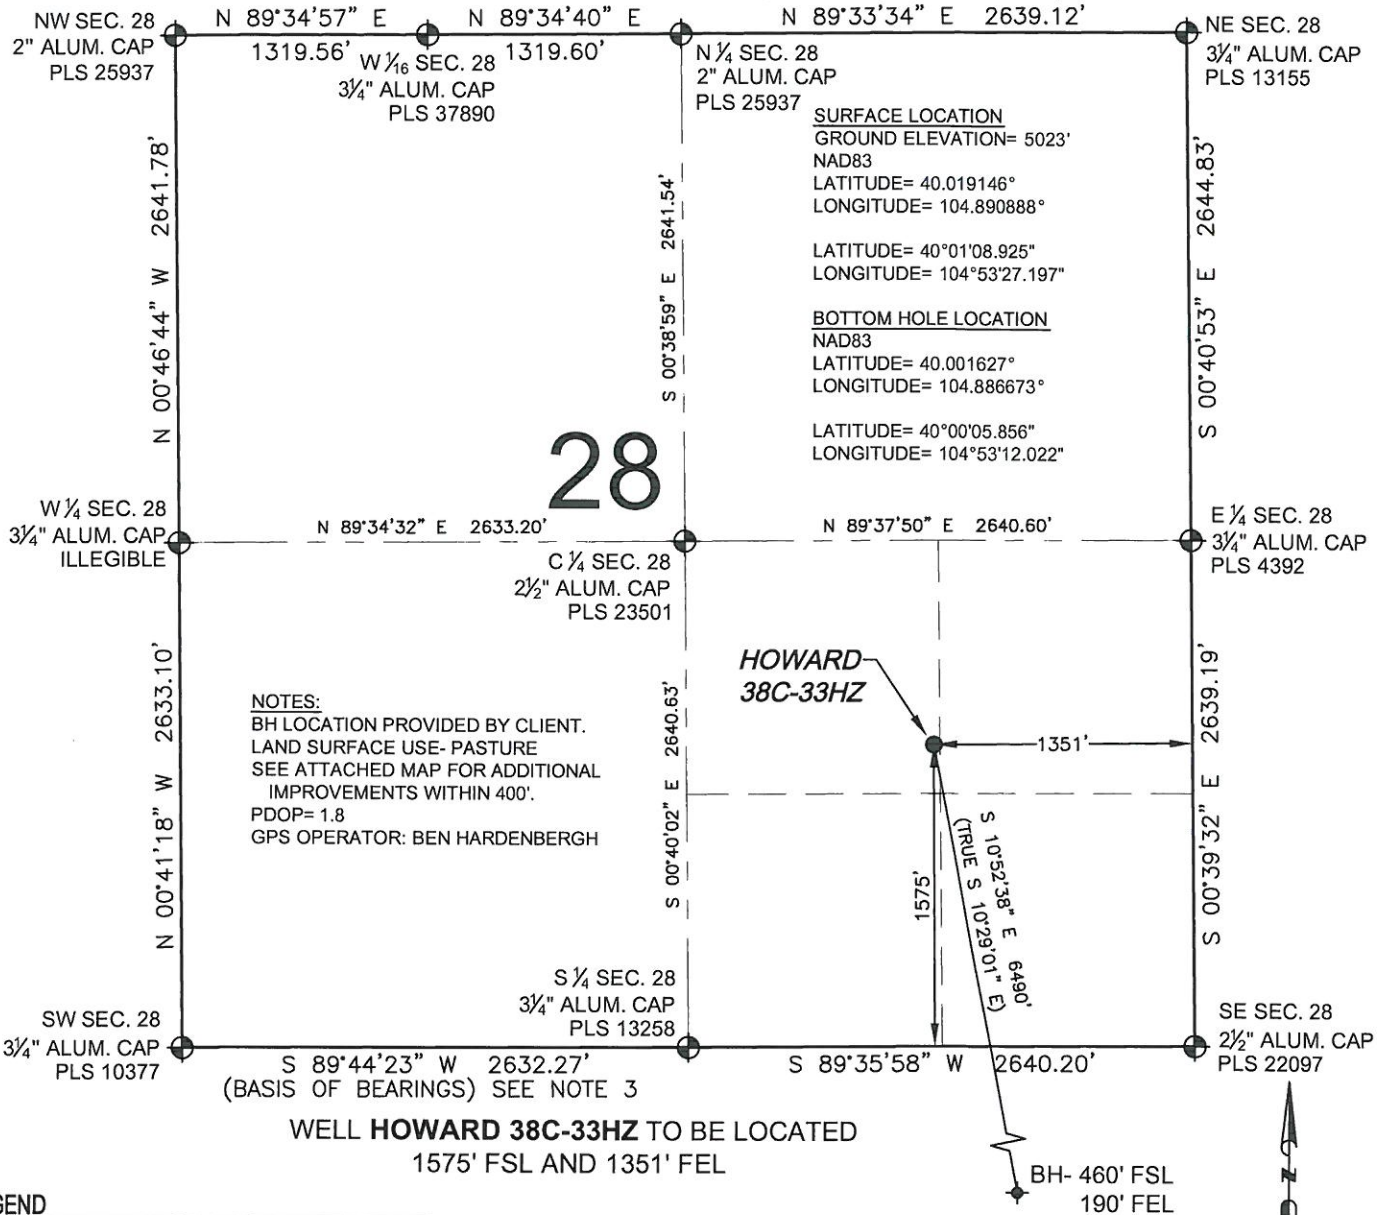 NW SEC. 28
2" ALUM. CAP
PLS 25937
N 89°34'57" E
1319.56'
W 1/16 SEC. 28
3¼" ALUM. CAP
PLS 37890
N 89°34'40" E
1319.60'
N ¼ SEC. 28
2" ALUM. CAP
PLS 25937
N 89°33'34" E 2639.12'
NE SEC. 28
3¼" ALUM. CAP
PLS 13155
SURFACE LOCATION
GROUND ELEVATION= 5023'
NAD83
LATITUDE= 40.019146°
LONGITUDE= 104.890888°
LATITUDE= 40°01'08.925"
LONGITUDE= 104°53'27.197"
BOTTOM HOLE LOCATION
NAD83
LATITUDE= 40.001627°
LONGITUDE= 104.886673°
LATITUDE= 40°00'05.856"
LONGITUDE= 104°53'12.022"
N 00°46'44" W 2641.78'
S 00°38'59" E 2641.54'
S 00°40'53" E 2644.83'
28
W ¼ SEC. 28
3¼" ALUM. CAP
ILLEGIBLE
N 89°34'32" E 2633.20'
C ¼ SEC. 28
2½" ALUM. CAP
PLS 23501
N 89°37'50" E 2640.60'
E ¼ SEC. 28
3¼" ALUM. CAP
PLS 4392
HOWARD
38C-33HZ
1351'
1575'
S 10°52'38" E 6490'
(TRUE S 10°29'01" E)
NOTES:
BH LOCATION PROVIDED BY CLIENT.
LAND SURFACE USE- PASTURE
SEE ATTACHED MAP FOR ADDITIONAL
IMPROVEMENTS WITHIN 400'.
PDOP= 1.8
GPS OPERATOR: BEN HARDENBERGH
N 00°41'18" W 2633.10'
S 00°40'02" E 2640.63'
S 00°39'32" E 2639.19'
SW SEC. 28
3¼" ALUM. CAP
PLS 10377
S ¼ SEC. 28
3¼" ALUM. CAP
PLS 13258
SE SEC. 28
2½" ALUM. CAP
PLS 22097
S 89°44'23" W 2632.27'
(BASIS OF BEARINGS) SEE NOTE 3
S 89°35'58" W 2640.20'
WELL HOWARD 38C-33HZ TO BE LOCATED
1575' FSL AND 1351' FEL
BH- 460' FSL
190' FEL